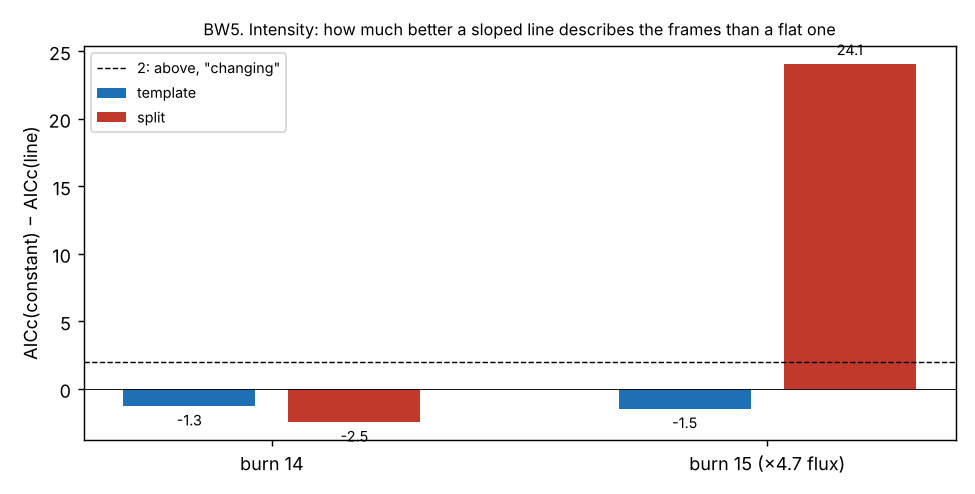 BW5. Intensity: how much better a sloped line describes the frames than a flat one
AICc(constant) − AICc(line)
25
20
15
10
5
0
2: above, "changing"
template
split
24.1
-1.3
-2.5
-1.5
burn 14
burn 15 (×4.7 flux)